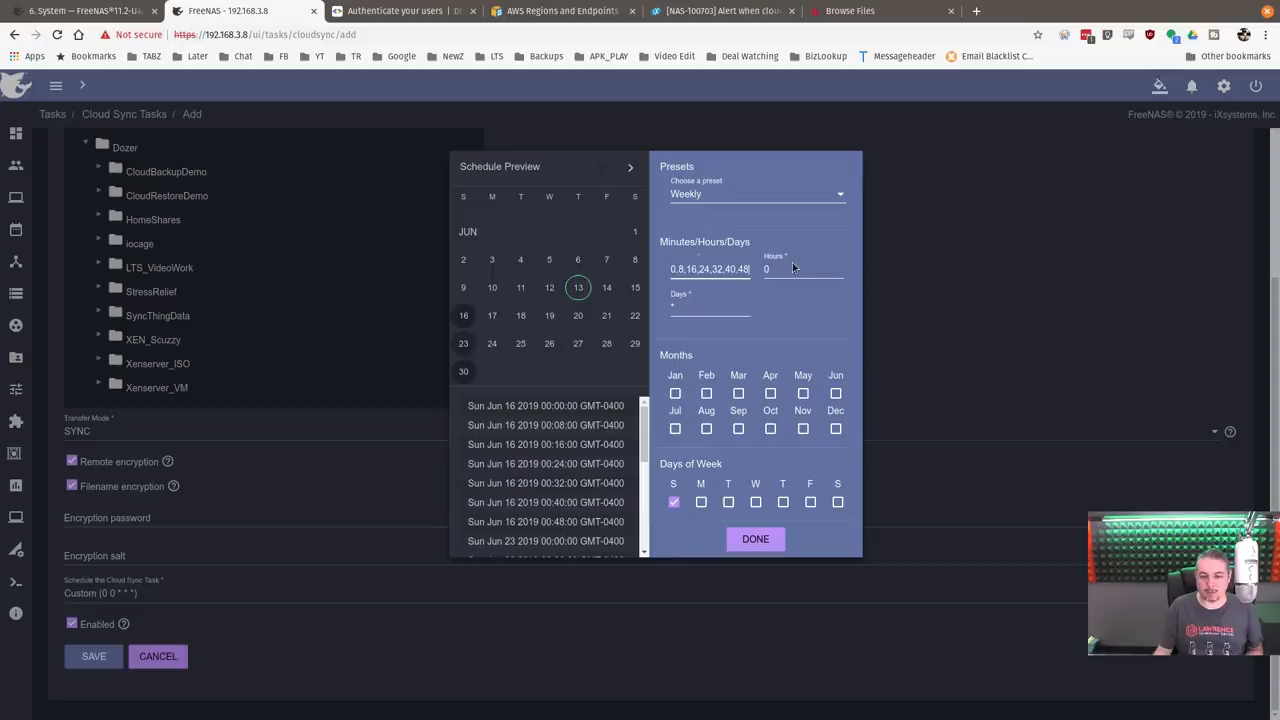 6. System — FreeNAS®11.2-U4
FreeNAS - 192.168.3.8
Authenticate your users
AWS Regions and Endpoints
[NAS-100703] Alert when clou
Browse Files
Not secure
https://192.168.3.8/ui/tasks/cloudsync/add
Apps
Bookmarks
TABZ
Later
Chat
FB
YT
TR
Google
NewZ
LTS
Backups
APK_PLAY
Video Edit
Deal Watching
BizLookup
Messageheader
Email Blacklist C...
Other bookmarks
Tasks
Cloud Sync Tasks
Add
FreeNAS © 2019 - iXsystems, Inc.
Dozer
CloudBackupDemo
CloudRestoreDemo
HomeShares
iocage
LTS_VideoWork
StressRelief
SyncThingData
XEN_Scuzzy
Xenserver_ISO
Xenserver_VM
Transfer Mode *
SYNC
Remote encryption
Filename encryption
Encryption password
Encryption salt
Schedule the Cloud Sync Task *
Custom (0 0 * * *)
Enabled
SAVE
CANCEL
Schedule Preview
S M T W T F S
JUN 1
2 3 4 5 6 7 8
9 10 11 12 13 14 15
16 17 18 19 20 21 22
23 24 25 26 27 28 29
30
Sun Jun 16 2019 00:00:00 GMT-0400
Sun Jun 16 2019 00:08:00 GMT-0400
Sun Jun 16 2019 00:16:00 GMT-0400
Sun Jun 16 2019 00:24:00 GMT-0400
Sun Jun 16 2019 00:32:00 GMT-0400
Sun Jun 16 2019 00:40:00 GMT-0400
Sun Jun 16 2019 00:48:00 GMT-0400
Sun Jun 23 2019 00:00:00 GMT-0400
Presets
Choose a preset
Weekly
Minutes/Hours/Days
0,8,16,24,32,40,48
Hours *
0
Days *
*
Months
Jan Feb Mar Apr May Jun
Jul Aug Sep Oct Nov Dec
Days of Week
S M T W T F S
DONE
LAWRENCE